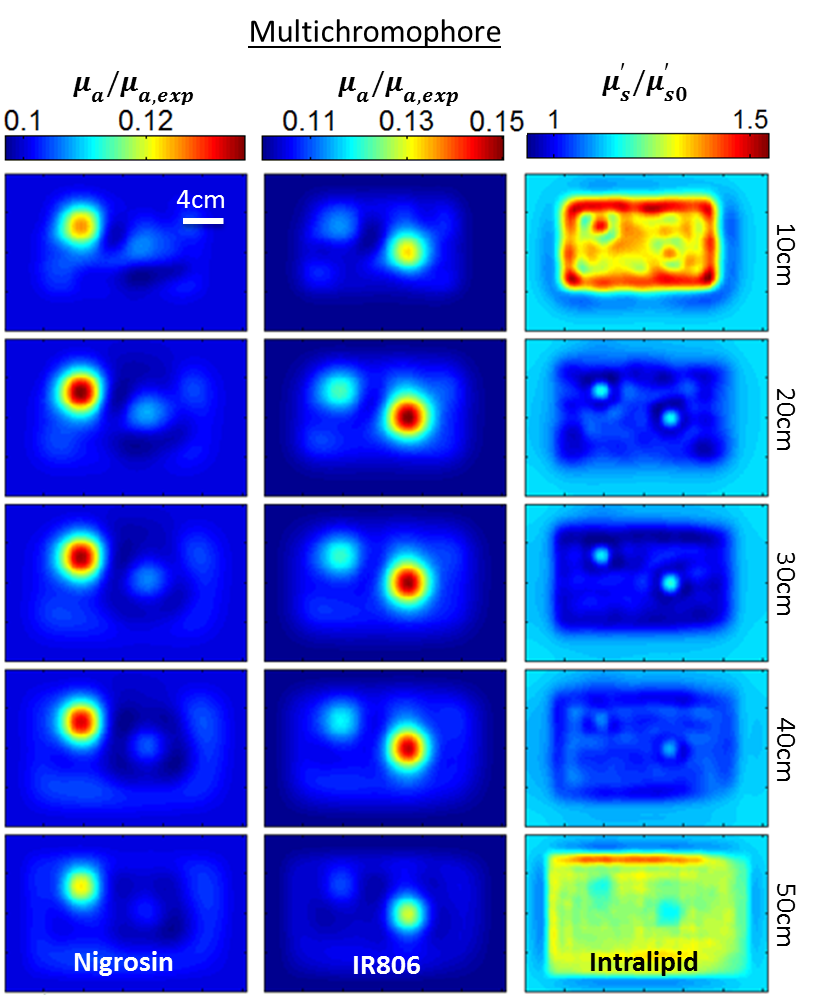 Multichromophore
μa/μa,exp μa/μa,exp μ's/μ's0
0.1 0.12 0.11 0.13 0.15 1 1.5
4cm
10cm
20cm
30cm
40cm
50cm
Nigrosin IR806 Intralipid